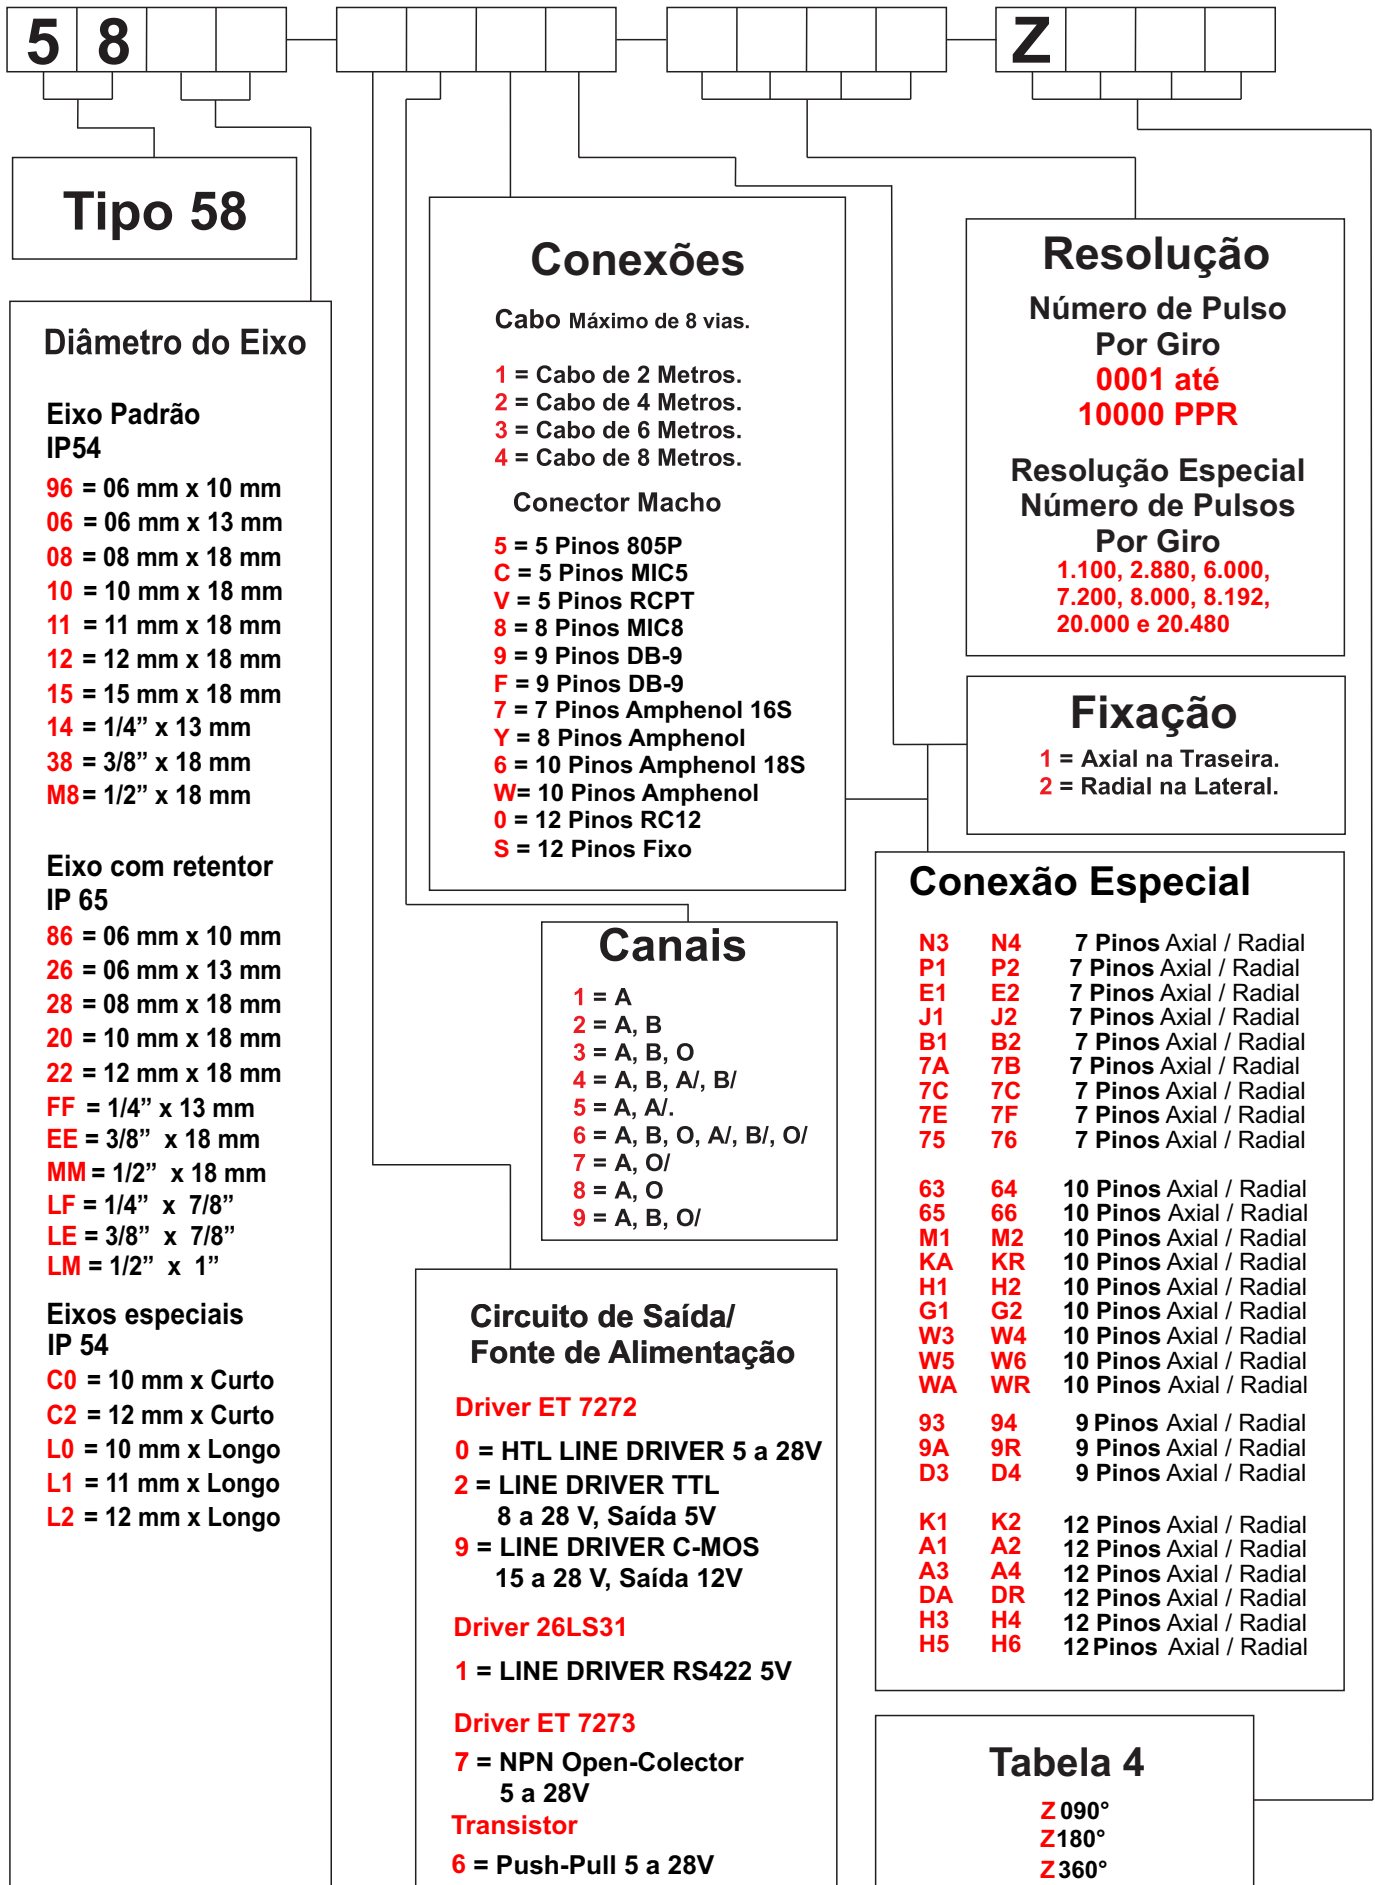 5 8 Z
Tipo 58
Diâmetro do Eixo
Eixo Padrão
IP54
96 = 06 mm x 10 mm
06 = 06 mm x 13 mm
08 = 08 mm x 18 mm
10 = 10 mm x 18 mm
11 = 11 mm x 18 mm
12 = 12 mm x 18 mm
15 = 15 mm x 18 mm
14 = 1/4” x 13 mm
38 = 3/8” x 18 mm
M8 = 1/2” x 18 mm
Eixo com retentor
IP 65
86 = 06 mm x 10 mm
26 = 06 mm x 13 mm
28 = 08 mm x 18 mm
20 = 10 mm x 18 mm
22 = 12 mm x 18 mm
FF = 1/4” x 13 mm
EE = 3/8” x 18 mm
MM = 1/2” x 18 mm
LF = 1/4” x 7/8”
LE = 3/8” x 7/8”
LM = 1/2” x 1”
Eixos especiais
IP 54
C0 = 10 mm x Curto
C2 = 12 mm x Curto
L0 = 10 mm x Longo
L1 = 11 mm x Longo
L2 = 12 mm x Longo
Conexões
Cabo Máximo de 8 vias.
1 = Cabo de 2 Metros.
2 = Cabo de 4 Metros.
3 = Cabo de 6 Metros.
4 = Cabo de 8 Metros.
Conector Macho
5 = 5 Pinos 805P
C = 5 Pinos MIC5
V = 5 Pinos RCPT
8 = 8 Pinos MIC8
9 = 9 Pinos DB-9
F = 9 Pinos DB-9
7 = 7 Pinos Amphenol 16S
Y = 8 Pinos Amphenol
6 = 10 Pinos Amphenol 18S
W= 10 Pinos Amphenol
0 = 12 Pinos RC12
S = 12 Pinos Fixo
Canais
1 = A
2 = A, B
3 = A, B, O
4 = A, B, A/, B/
5 = A, A/.
6 = A, B, O, A/, B/, O/
7 = A, O/
8 = A, O
9 = A, B, O/
Circuito de Saída/
Fonte de Alimentação
Driver ET 7272
0 = HTL LINE DRIVER 5 a 28V
2 = LINE DRIVER TTL
8 a 28 V, Saída 5V
9 = LINE DRIVER C-MOS
15 a 28 V, Saída 12V
Driver 26LS31
1 = LINE DRIVER RS422 5V
Driver ET 7273
7 = NPN Open-Colector
5 a 28V
Transistor
6 = Push-Pull 5 a 28V
Resolução
Número de Pulso
Por Giro
0001 até
10000 PPR
Resolução Especial
Número de Pulsos
Por Giro
1.100, 2.880, 6.000,
7.200, 8.000, 8.192,
20.000 e 20.480
Fixação
1 = Axial na Traseira.
2 = Radial na Lateral.
Conexão Especial
N3 N4 7 Pinos Axial / Radial
P1 P2 7 Pinos Axial / Radial
E1 E2 7 Pinos Axial / Radial
J1 J2 7 Pinos Axial / Radial
B1 B2 7 Pinos Axial / Radial
7A 7B 7 Pinos Axial / Radial
7C 7C 7 Pinos Axial / Radial
7E 7F 7 Pinos Axial / Radial
75 76 7 Pinos Axial / Radial
63 64 10 Pinos Axial / Radial
65 66 10 Pinos Axial / Radial
M1 M2 10 Pinos Axial / Radial
KA KR 10 Pinos Axial / Radial
H1 H2 10 Pinos Axial / Radial
G1 G2 10 Pinos Axial / Radial
W3 W4 10 Pinos Axial / Radial
W5 W6 10 Pinos Axial / Radial
WA WR 10 Pinos Axial / Radial
93 94 9 Pinos Axial / Radial
9A 9R 9 Pinos Axial / Radial
D3 D4 9 Pinos Axial / Radial
K1 K2 12 Pinos Axial / Radial
A1 A2 12 Pinos Axial / Radial
A3 A4 12 Pinos Axial / Radial
DA DR 12 Pinos Axial / Radial
H3 H4 12 Pinos Axial / Radial
H5 H6 12 Pinos Axial / Radial
Tabela 4
Z 090°
Z180°
Z 360°